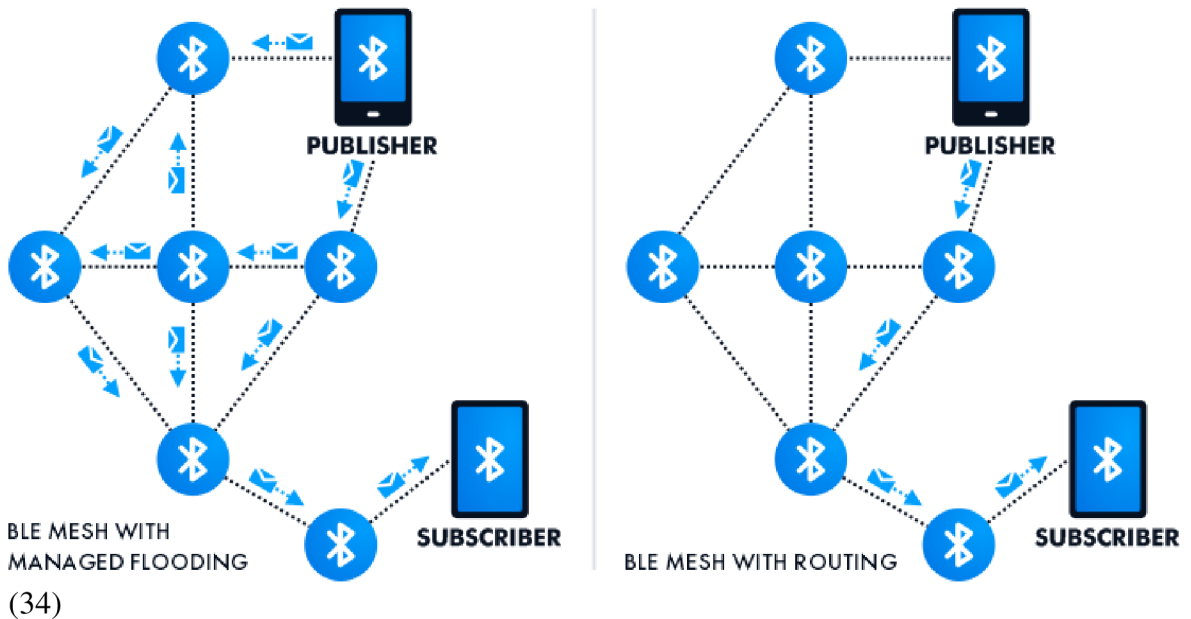 PUBLISHER
SUBSCRIBER
BLE MESH WITH
MANAGED FLOODING
PUBLISHER
SUBSCRIBER
BLE MESH WITH ROUTING
(34)